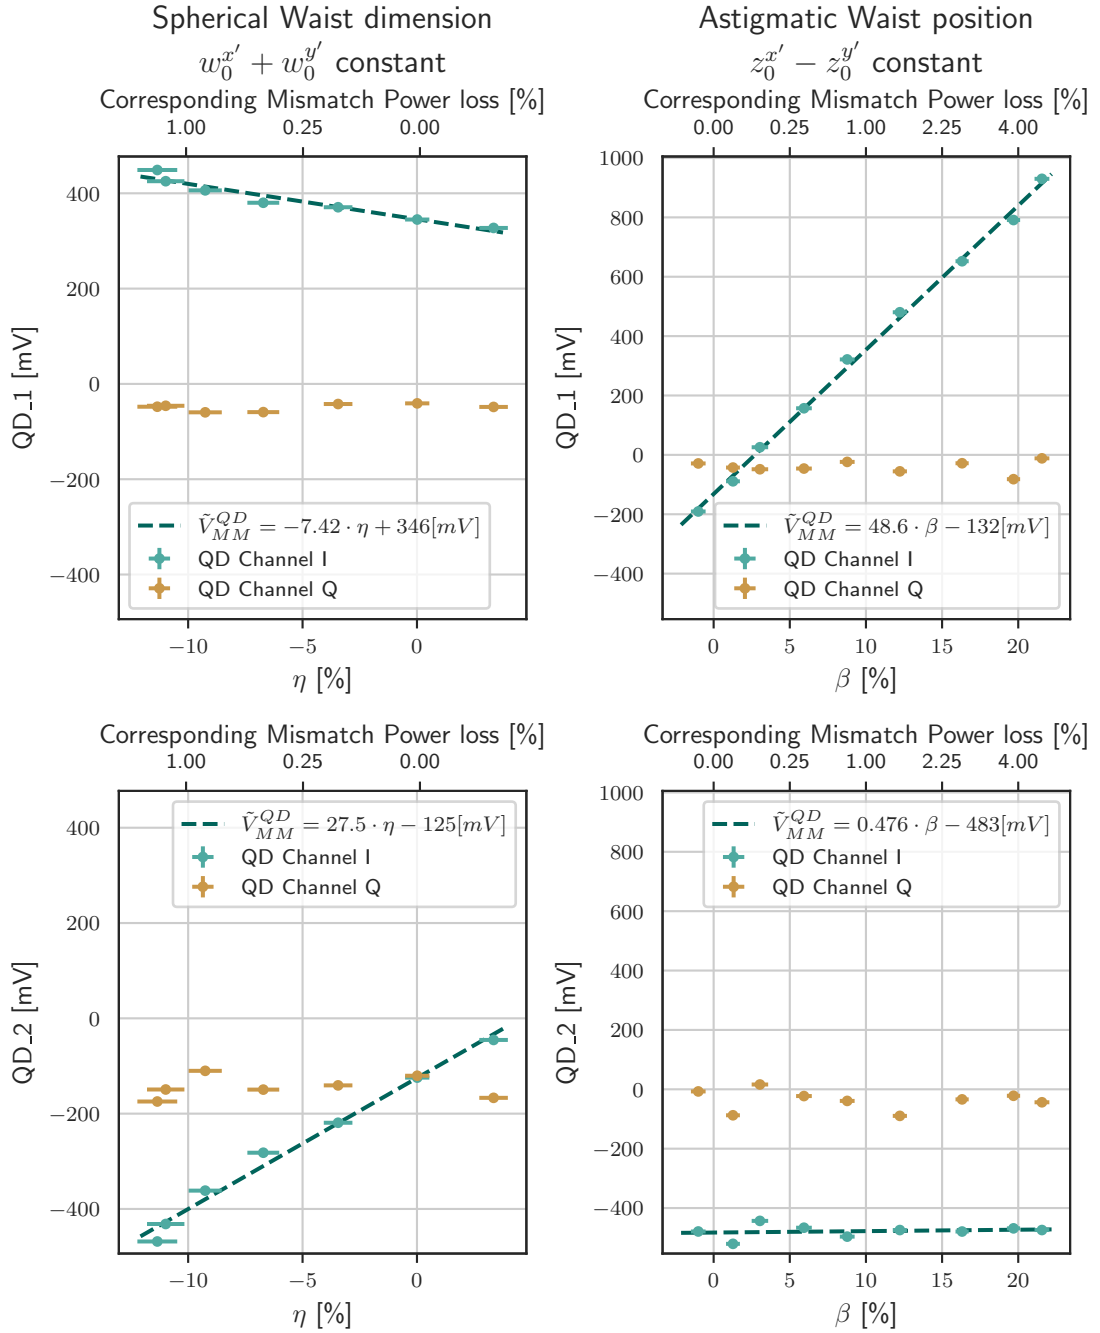 Spherical Waist dimension
w₀^{x′} + w₀^{y′} constant
Corresponding Mismatch Power loss [%]
1.00 0.25 0.00
400
200
0
−200
−400
QD_1 [mV]
Ṽ_{MM}^{QD} = −7.42 · η + 346[mV]
QD Channel I
QD Channel Q
−10 −5 0
η [%]
Astigmatic Waist position
z₀^{x′} − z₀^{y′} constant
Corresponding Mismatch Power loss [%]
0.00 0.25 1.00 2.25 4.00
1000
800
600
400
200
0
−200
−400
QD_1 [mV]
Ṽ_{MM}^{QD} = 48.6 · β − 132[mV]
QD Channel I
QD Channel Q
0 5 10 15 20
β [%]
Corresponding Mismatch Power loss [%]
1.00 0.25 0.00
400
200
0
−200
−400
QD_2 [mV]
Ṽ_{MM}^{QD} = 27.5 · η − 125[mV]
QD Channel I
QD Channel Q
−10 −5 0
η [%]
Corresponding Mismatch Power loss [%]
0.00 0.25 1.00 2.25 4.00
1000
800
600
400
200
0
−200
−400
QD_2 [mV]
Ṽ_{MM}^{QD} = 0.476 · β − 483[mV]
QD Channel I
QD Channel Q
0 5 10 15 20
β [%]